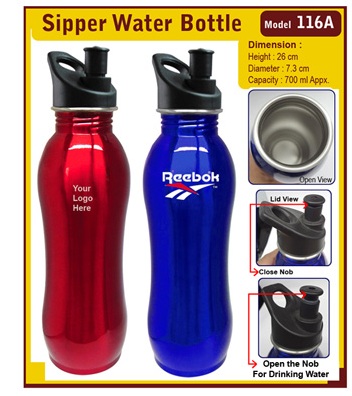 Sipper Water Bottle
Model 116A
Dimension :
Height : 26 cm
Diameter : 7.3 cm
Capacity : 700 ml Appx.
Open View
Your
Logo
Here
Reebok
Lid View
Close Nob
Open the Nob
For Drinking Water